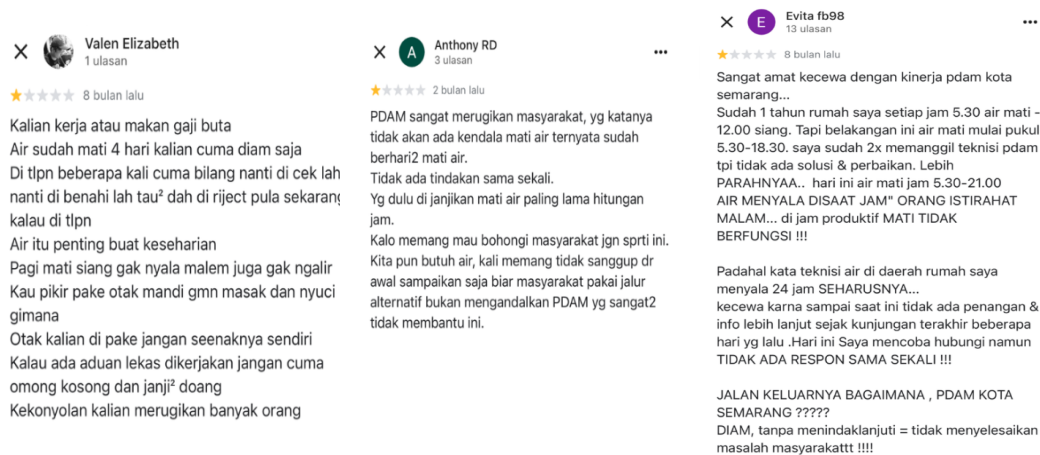 Valen Elizabeth
1 ulasan
8 bulan lalu
Kalian kerja atau makan gaji buta
Air sudah mati 4 hari kalian cuma diam saja
Di tlpn beberapa kali cuma bilang nanti di cek lah
nanti di benahi lah tau² dah di riject pula sekarang
kalau di tlpn
Air itu penting buat keseharian
Pagi mati siang gak nyala malem juga gak ngalir
Kau pikir pake otak mandi gmn masak dan nyuci
gimana
Otak kalian di pake jangan seenaknya sendiri
Kalau ada aduan lekas dikerjakan jangan cuma
omong kosong dan janji² doang
Kekonyolan kalian merugikan banyak orang
A
Anthony RD
3 ulasan
2 bulan lalu
PDAM sangat merugikan masyarakat, yg katanya
tidak akan ada kendala mati air ternyata sudah
berhari2 mati air.
Tidak ada tindakan sama sekali.
Yg dulu di janjikan mati air paling lama hitungan
jam.
Kalo memang mau bohongi masyarakat jgn sprti ini.
Kita pun butuh air, kali memang tidak sanggup dr
awal sampaikan saja biar masyarakat pakai jalur
alternatif bukan mengandalkan PDAM yg sangat2
tidak membantu ini.
E
Evita fb98
13 ulasan
8 bulan lalu
Sangat amat kecewa dengan kinerja pdam kota
semarang...
Sudah 1 tahun rumah saya setiap jam 5.30 air mati -
12.00 siang. Tapi belakangan ini air mati mulai pukul
5.30-18.30. saya sudah 2x memanggil teknisi pdam
tpi tidak ada solusi & perbaikan. Lebih
PARAHNYAA.. hari ini air mati jam 5.30-21.00
AIR MENYALA DISAAT JAM" ORANG ISTIRAHAT
MALAM... di jam produktif MATI TIDAK
BERFUNGSI !!!
Padahal kata teknisi air di daerah rumah saya
menyala 24 jam SEHARUSNYA...
kecewa karna sampai saat ini tidak ada penangan &
info lebih lanjut sejak kunjungan terakhir beberapa
hari yg lalu .Hari ini Saya mencoba hubungi namun
TIDAK ADA RESPON SAMA SEKALI !!!
JALAN KELUARNYA BAGAIMANA , PDAM KOTA
SEMARANG ?????
DIAM, tanpa menindaklanjuti = tidak menyelesaikan
masalah masyarakattt !!!!